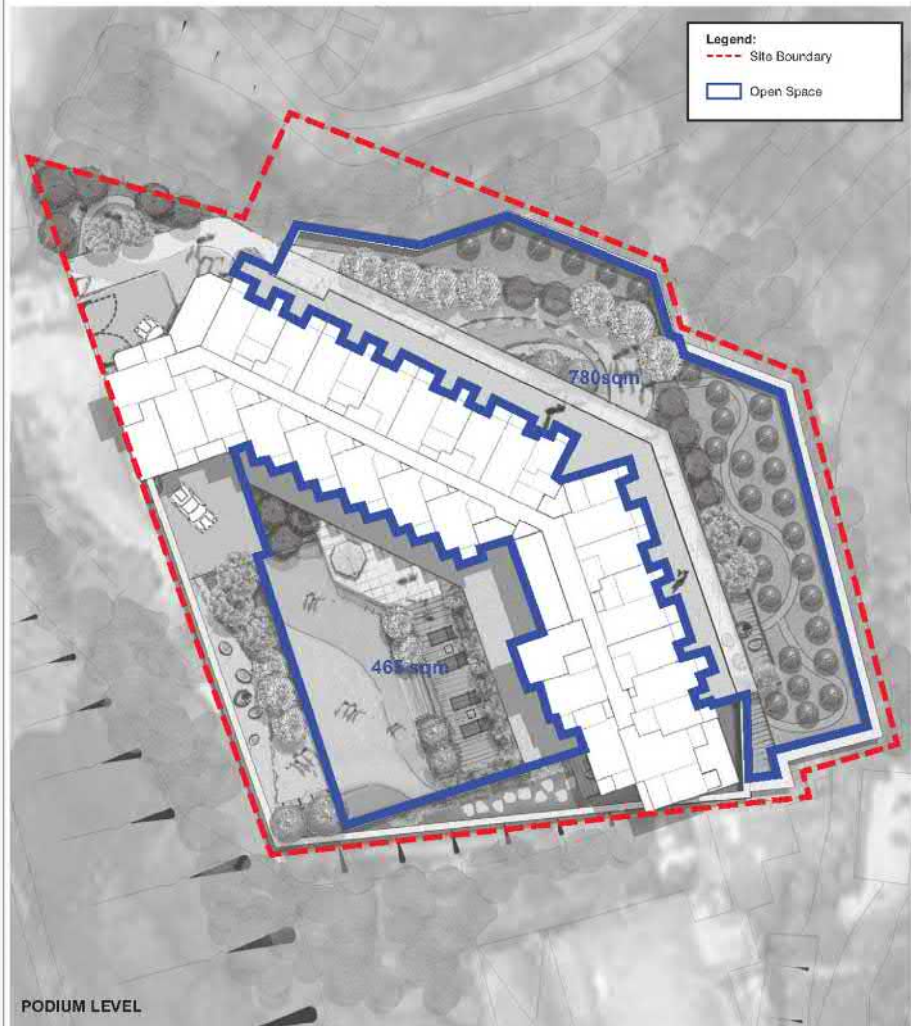 Legend:
Site Boundary
Open Space
780sqm
465 sqm
PODIUM LEVEL